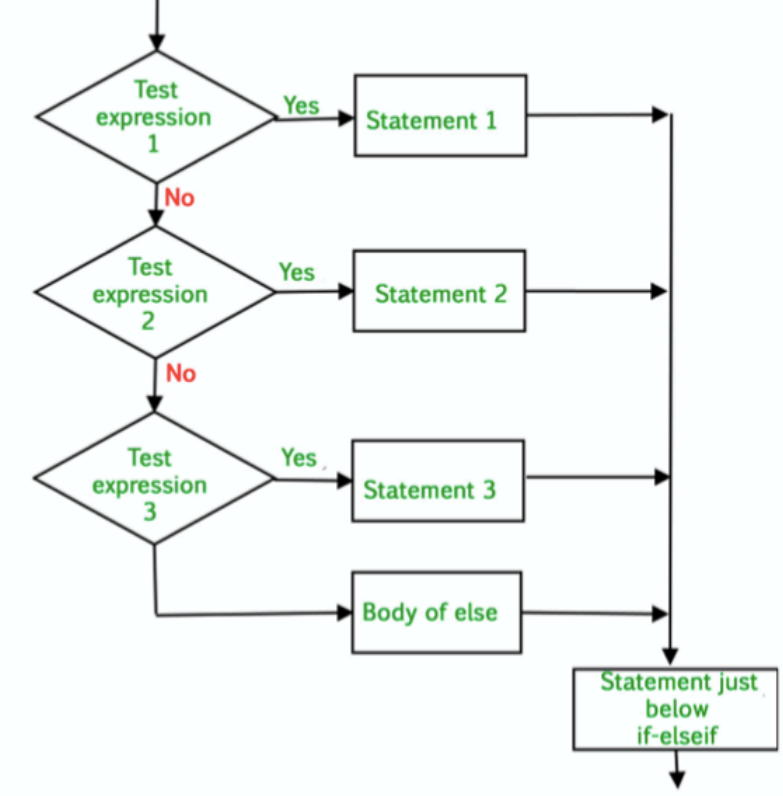 Test
expression
1
Yes
Statement 1
No
Test
expression
2
Yes
Statement 2
No
Test
expression
3
Yes
Statement 3
Body of else
Statement just
below
if-elseif